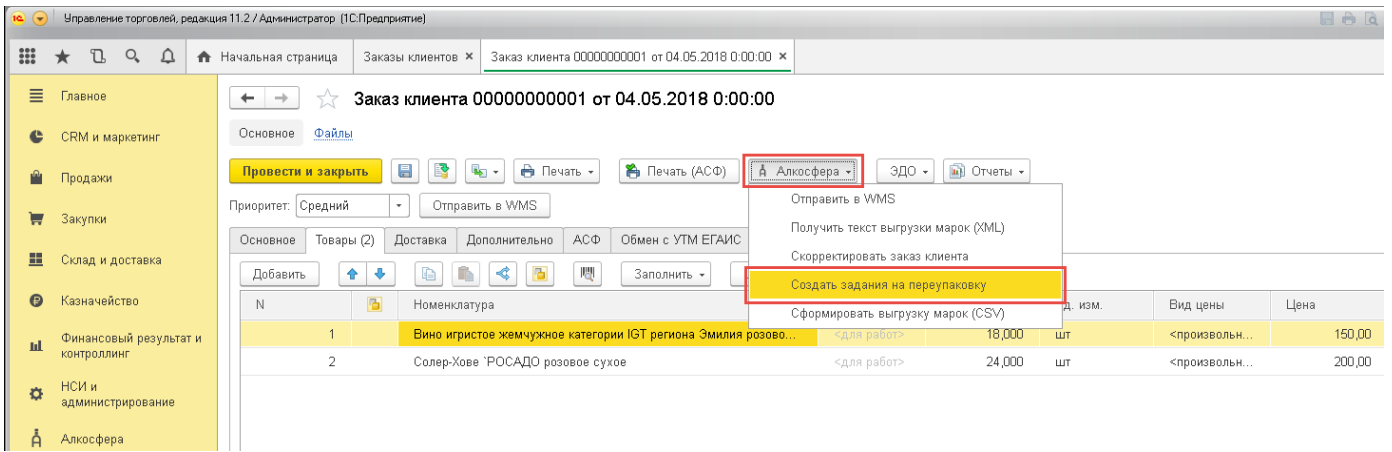 Управление торговлей, редакция 11.2 / Администратор (1С:Предприятие)
Начальная страница
Заказы клиентов ×
Заказ клиента 00000000001 от 04.05.2018 0:00:00 ×
Главное
CRM и маркетинг
Продажи
Закупки
Склад и доставка
Казначейство
Финансовый результат и
контроллинг
НСИ и
администрирование
Алкосфера
Заказ клиента 00000000001 от 04.05.2018 0:00:00
Основное Файлы
Провести и закрыть Печать Печать (АСФ) Алкосфера ЭДО Отчеты
Приоритет: Средний Отправить в WMS
Основное Товары (2) Доставка Дополнительно АСФ Обмен с УТМ ЕГАИС
Добавить Заполнить
Отправить в WMS
Получить текст выгрузки марок (XML)
Скорректировать заказ клиента
Создать задания на переупаковку
Сформировать выгрузку марок (CSV)
N Номенклатура изм. Вид цены Цена
1 Вино игристое жемчужное категории IGT региона Эмилия розово... <для работ> 18,000 шт <произвольн... 150,00
2 Солер-Хове `РОСАДО розовое сухое <для работ> 24,000 шт <произвольн... 200,00